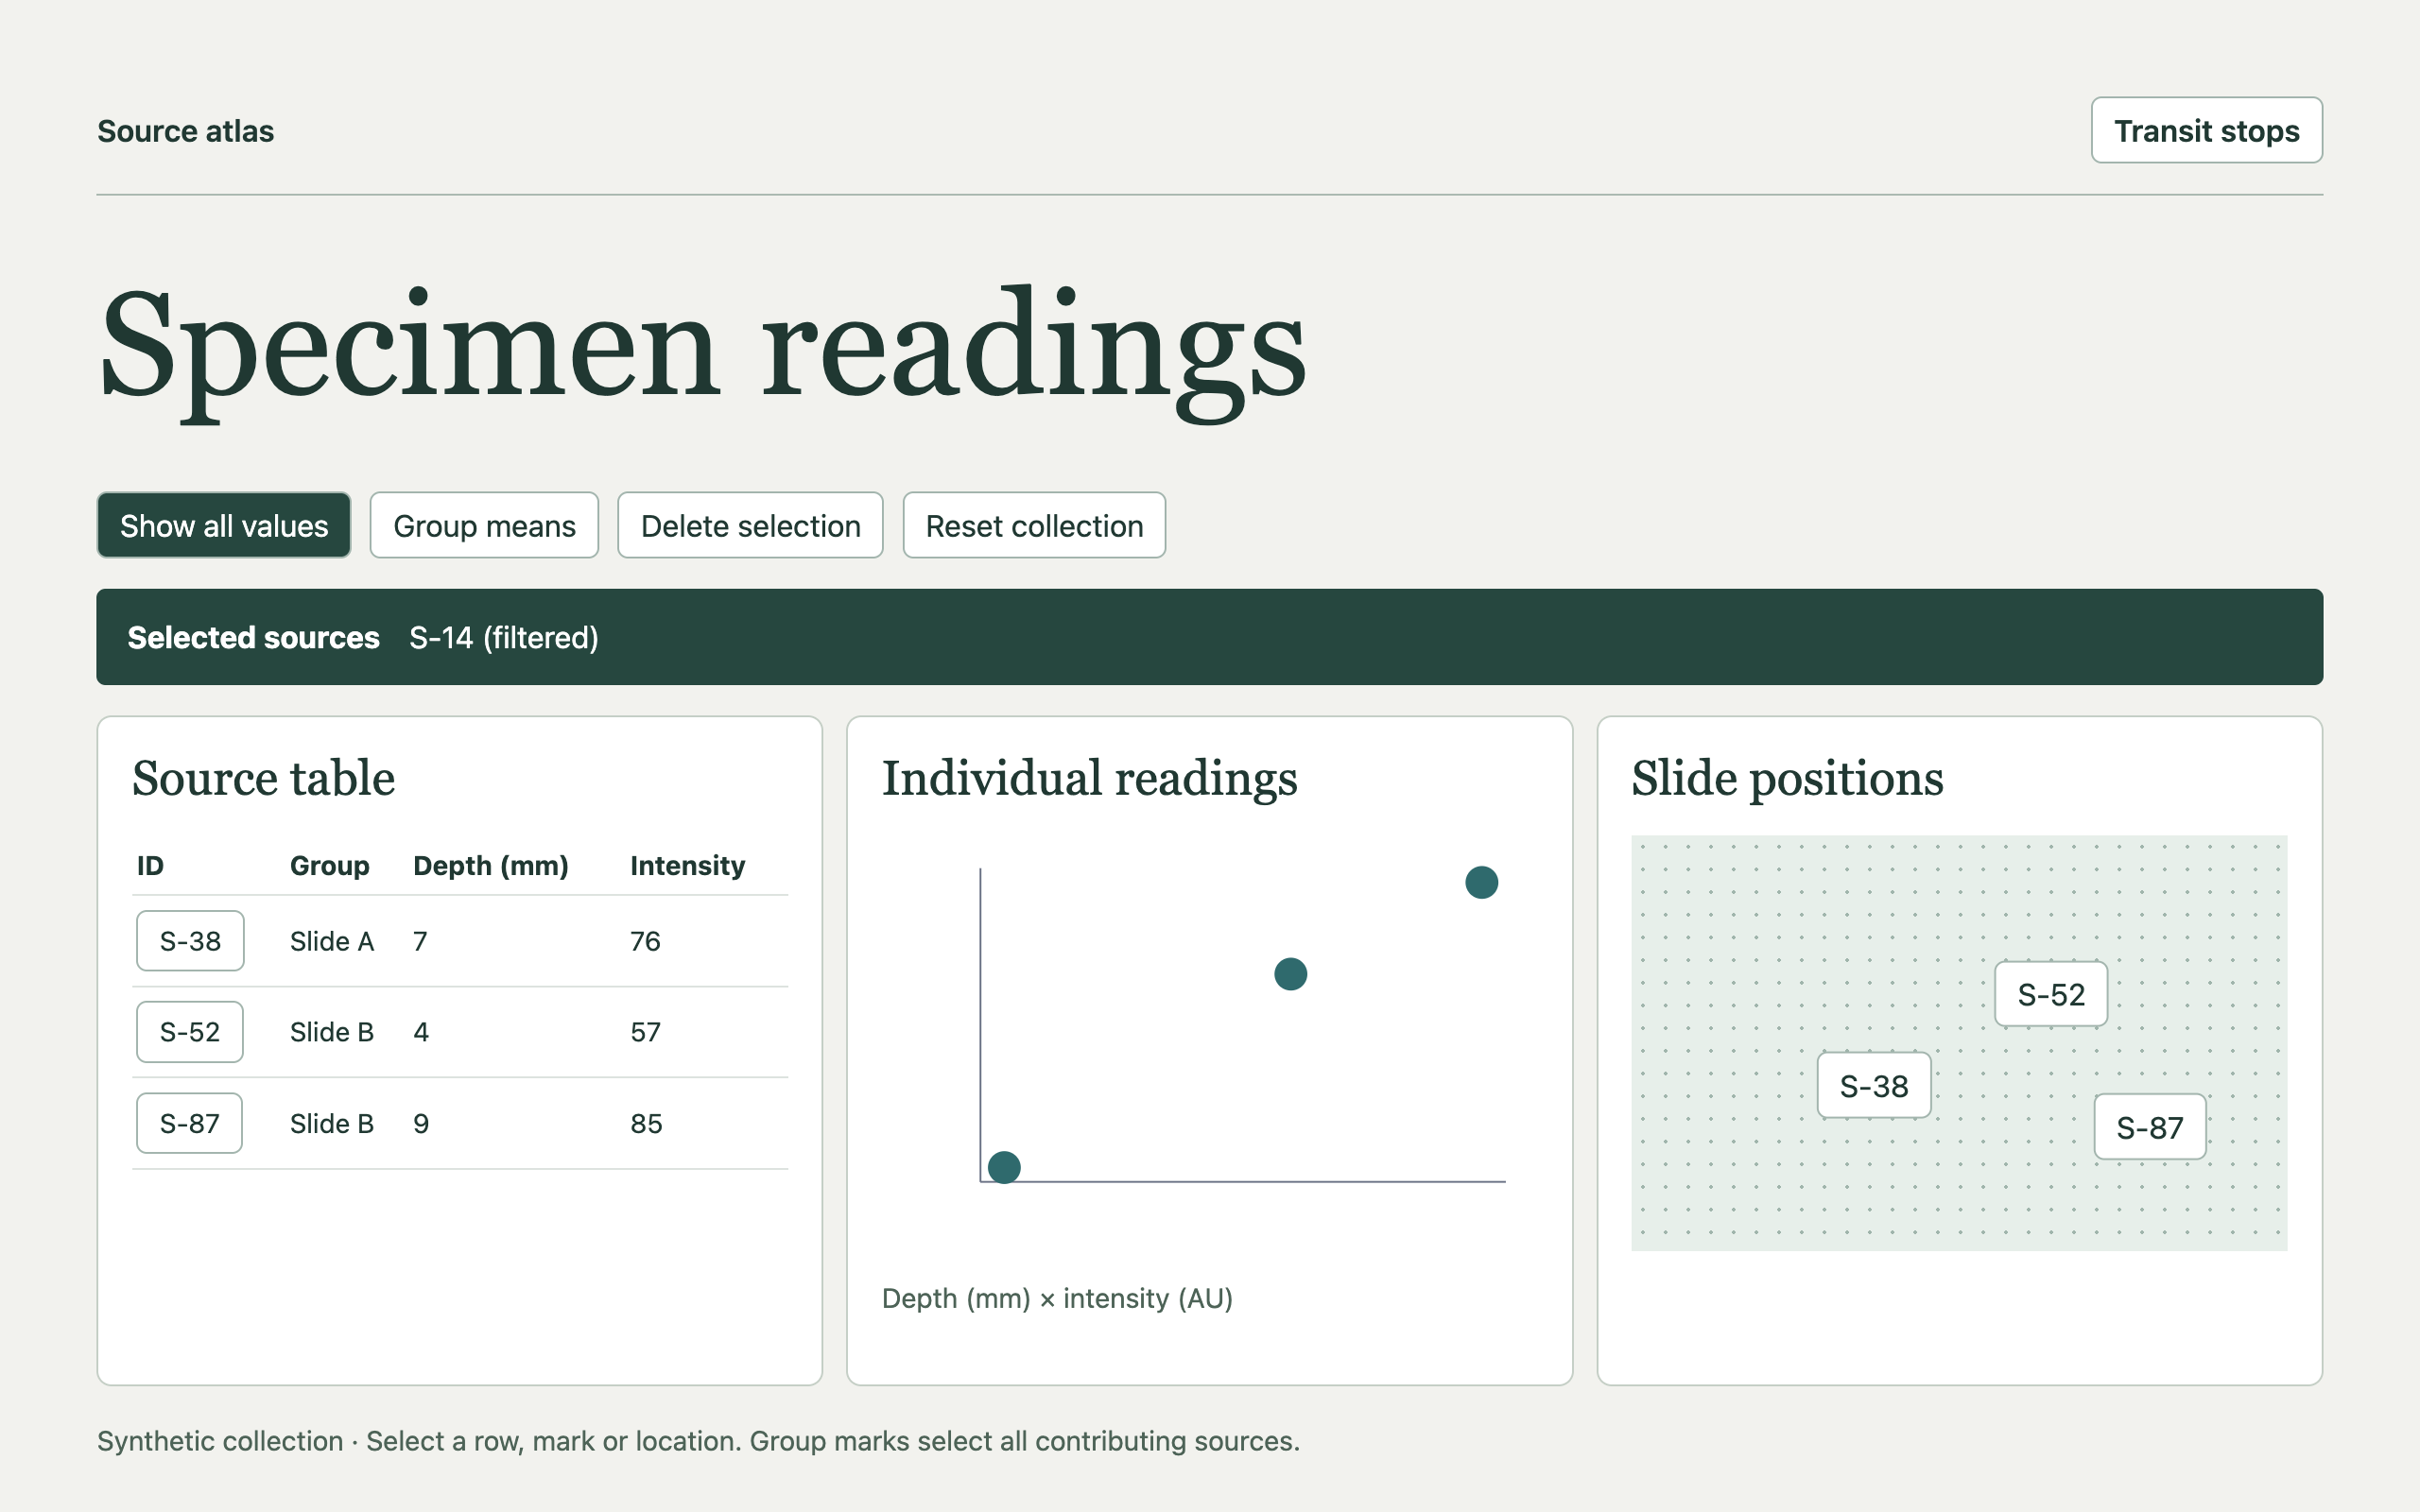 Source atlas
Transit stops
Specimen readings
Show all values
Group means
Delete selection
Reset collection
Selected sources S-14 (filtered)
Source table
ID Group Depth (mm) Intensity
S-38 Slide A 7 76
S-52 Slide B 4 57
S-87 Slide B 9 85
Individual readings
Depth (mm) × intensity (AU)
Slide positions
S-52
S-38
S-87
Synthetic collection · Select a row, mark or location. Group marks select all contributing sources.